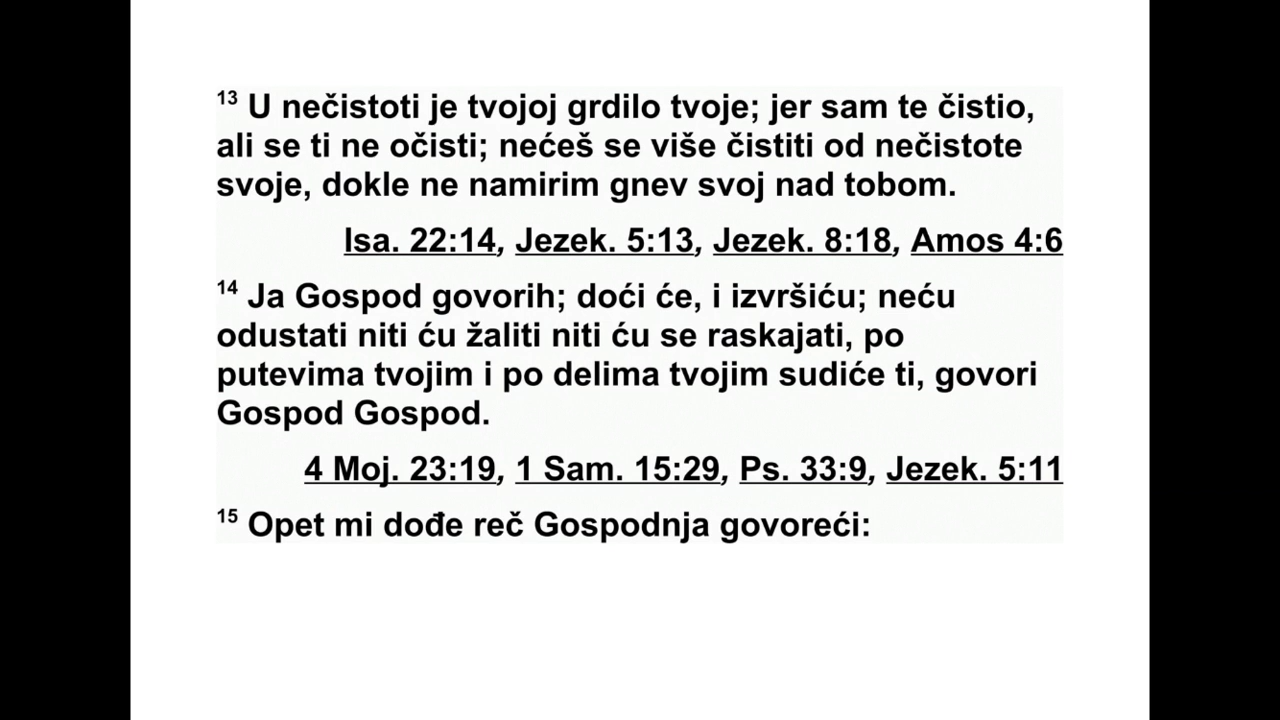 13 U nečistoti je tvojoj grdilo tvoje; jer sam te čistio,
ali se ti ne očisti; nećeš se više čistiti od nečistote
svoje, dokle ne namirim gnev svoj nad tobom.
Isa. 22:14, Jezek. 5:13, Jezek. 8:18, Amos 4:6
14 Ja Gospod govorih; doći će, i izvršiću; neću
odustati niti ću žaliti niti ću se raskajati, po
putevima tvojim i po delima tvojim sudiće ti, govori
Gospod Gospod.
4 Moj. 23:19, 1 Sam. 15:29, Ps. 33:9, Jezek. 5:11
15 Opet mi dođe reč Gospodnja govoreći: